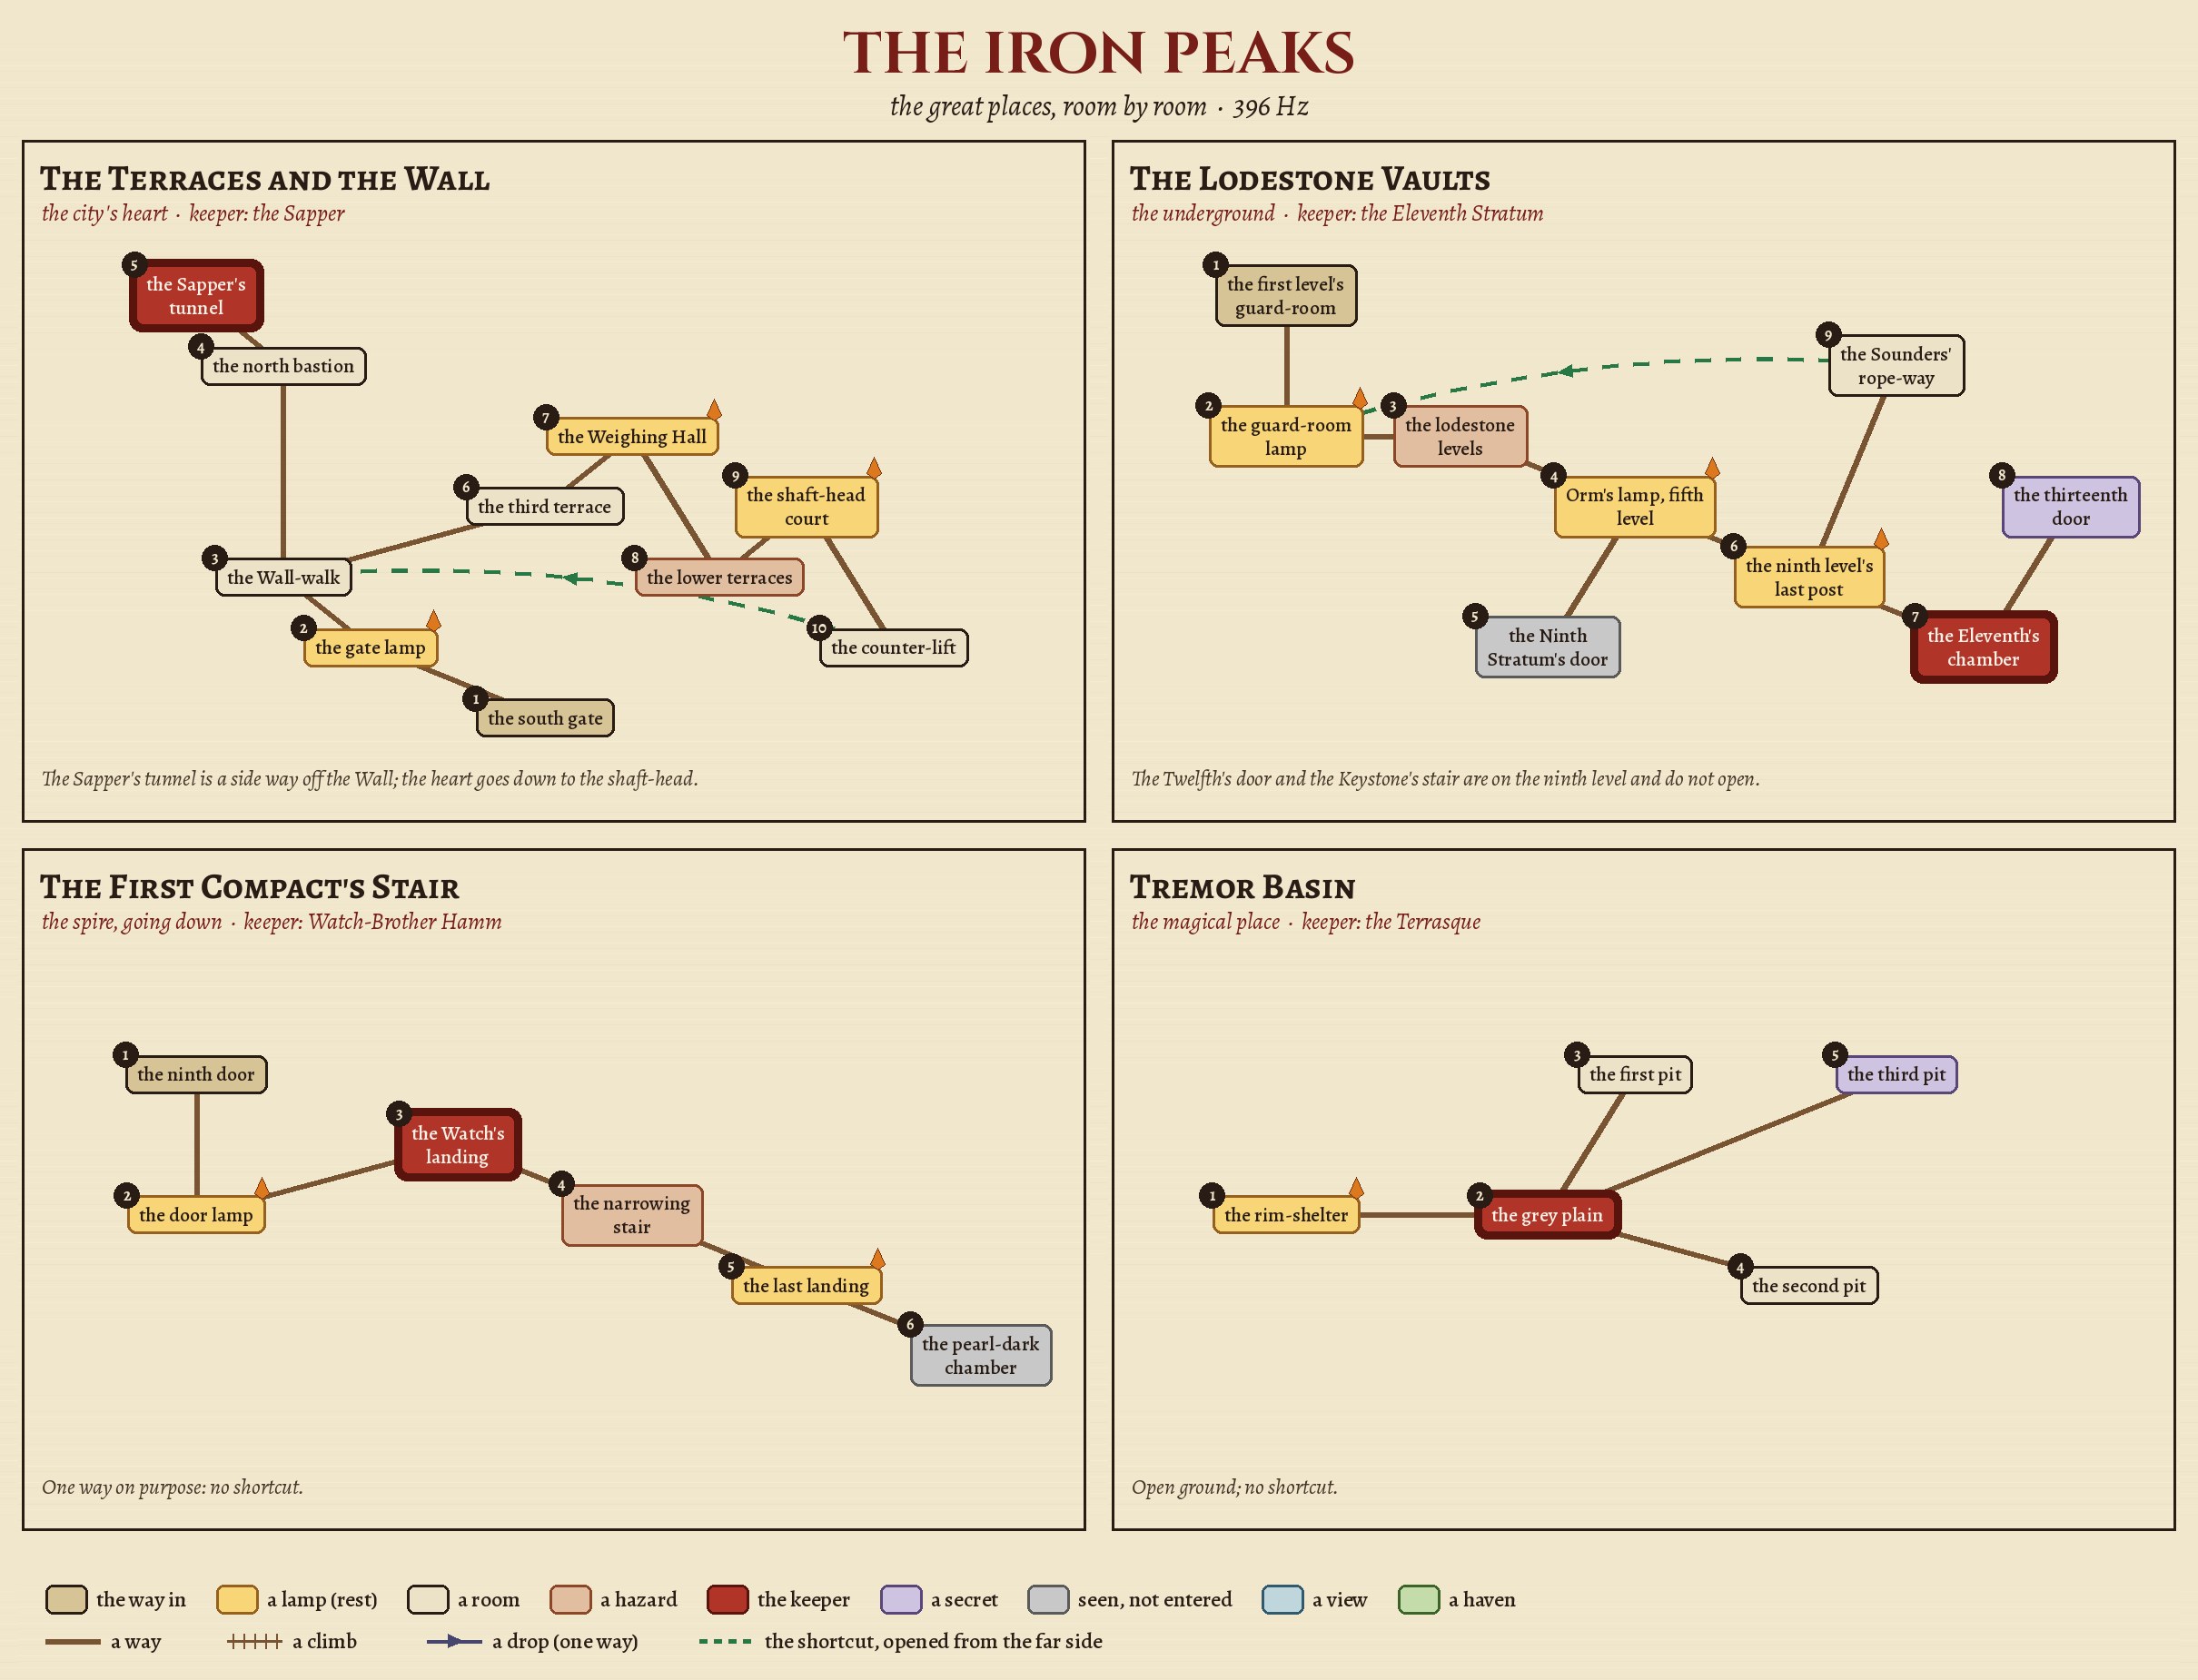 THE IRON PEAKS
the great places, room by room · 396 Hz
THE TERRACES AND THE WALL
the city's heart · keeper: the Sapper
5
the Sapper's
tunnel
4
the north bastion
7
the Weighing Hall
9
the shaft-head
court
6
the third terrace
3
the Wall-walk
8
the lower terraces
2
the gate lamp
10
the counter-lift
1
the south gate
The Sapper's tunnel is a side way off the Wall; the heart goes down to the shaft-head.
THE LODESTONE VAULTS
the underground · keeper: the Eleventh Stratum
1
the first level's
guard-room
9
the Sounders'
rope-way
2
the guard-room
lamp
3
the lodestone
levels
4
Orm's lamp, fifth
level
8
the thirteenth
door
6
the ninth level's
last post
5
the Ninth
Stratum's door
7
the Eleventh's
chamber
The Twelfth's door and the Keystone's stair are on the ninth level and do not open.
THE FIRST COMPACT'S STAIR
the spire, going down · keeper: Watch-Brother Hamm
1
the ninth door
3
the Watch's
landing
2
the door lamp
4
the narrowing
stair
5
the last landing
6
the pearl-dark
chamber
One way on purpose: no shortcut.
TREMOR BASIN
the magical place · keeper: the Terrasque
3
the first pit
5
the third pit
1
the rim-shelter
2
the grey plain
4
the second pit
Open ground; no shortcut.
the way in
a lamp (rest)
a room
a hazard
the keeper
a secret
seen, not entered
a view
a haven
a way
a climb
a drop (one way)
the shortcut, opened from the far side